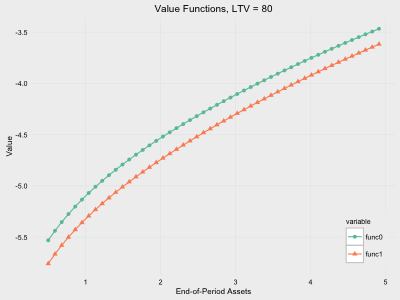 Value Functions, LTV = 80
Value
-3.5
-4.0
-4.5
-5.0
-5.5
1
2
3
4
5
End-of-Period Assets
variable
func0
func1